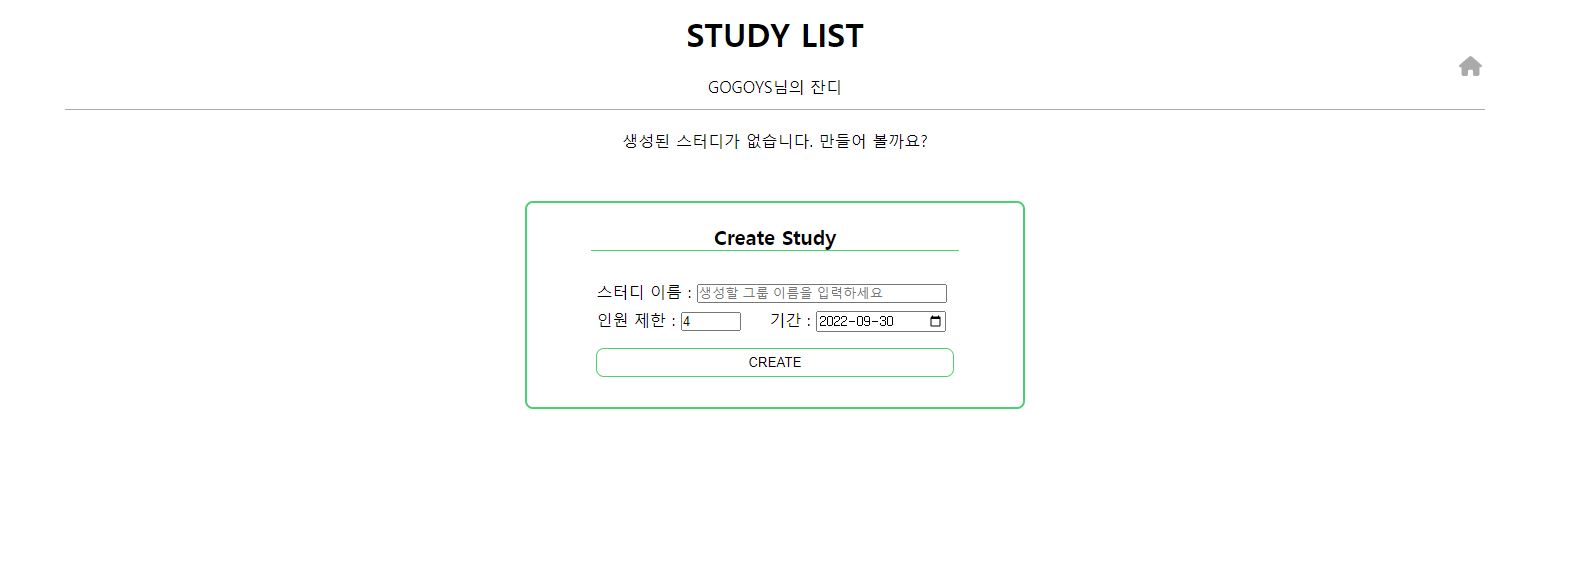 STUDY LIST
GOGOYS님의 잔디
생성된 스터디가 없습니다. 만들어 볼까요?
Create Study
스터디 이름 : 생성할 그룹 이름을 입력하세요
인원 제한 : 4 기간 : 2022-09-30
CREATE